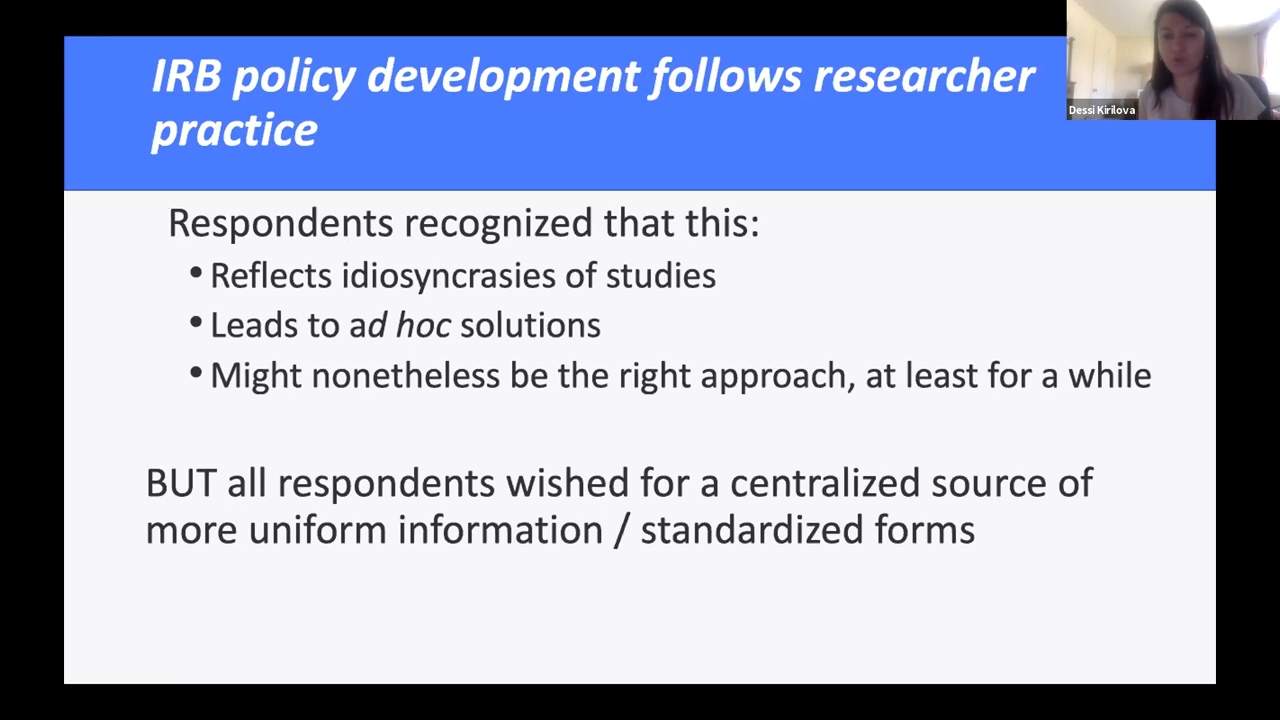 IRB policy development follows researcher
practice
Dessi Kirilova
Respondents recognized that this:
• Reflects idiosyncrasies of studies
• Leads to ad hoc solutions
• Might nonetheless be the right approach, at least for a while
BUT all respondents wished for a centralized source of
more uniform information / standardized forms